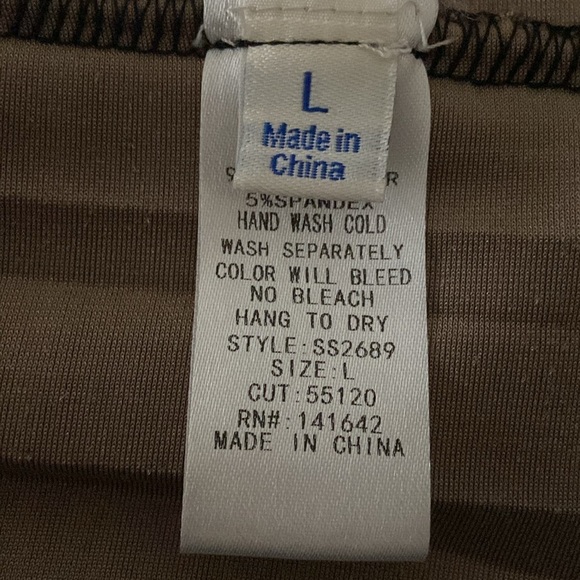 L
Made in
China
5%SPANDEX
HAND WASH COLD
WASH SEPARATELY
COLOR WILL BLEED
NO BLEACH
HANG TO DRY
STYLE:SS2689
SIZE:L
CUT:55120
RN#:141642
MADE IN CHINA